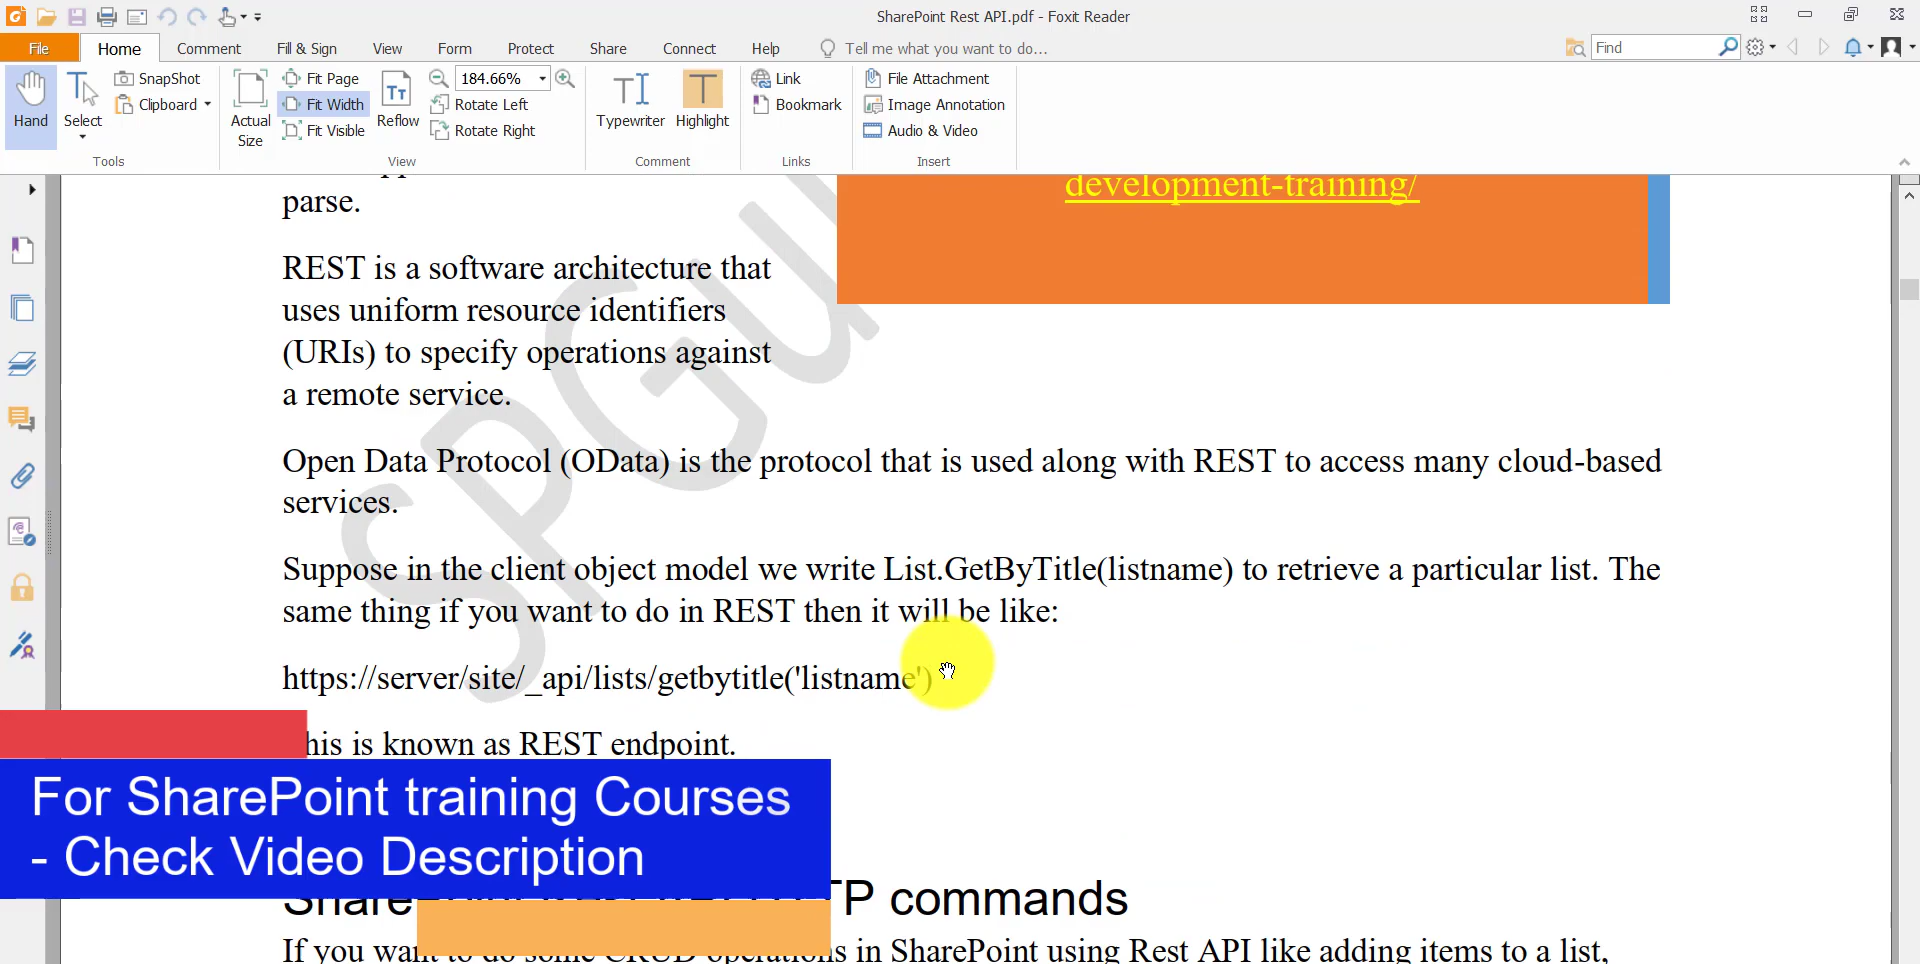 SharePoint Rest API.pdf - Foxit Reader
File Home Comment Fill & Sign View Form Protect Share Connect Help Tell me what you want to do... Find
Hand
Select
SnapShot
Clipboard
Tools
Actual
Size
Fit Page
Fit Width
Fit Visible
Reflow
184.66%
Rotate Left
Rotate Right
View
Typewriter
Highlight
Comment
Link
Bookmark
Links
File Attachment
Image Annotation
Audio & Video
Insert
parse.
development-training/
REST is a software architecture that
uses uniform resource identifiers
(URIs) to specify operations against
a remote service.
Open Data Protocol (OData) is the protocol that is used along with REST to access many cloud-based
services.
Suppose in the client object model we write List.GetByTitle(listname) to retrieve a particular list. The
same thing if you want to do in REST then it will be like:
https://server/site/_api/lists/getbytitle('listname')
his is known as REST endpoint.
For SharePoint training Courses
- Check Video Description
TP commands
If you want to do some CRUD operations in SharePoint using Rest API like adding items to a list,
SPGu